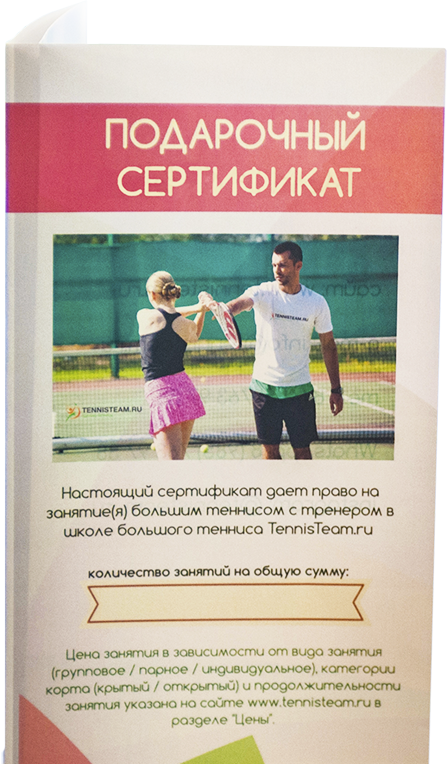 ПОДАРОЧНЫЙ
СЕРТИФИКАТ
TENNISTEAM.RU
TENNISTEAM.RU
Настоящий сертификат дает право на
занятие(я) большим теннисом с тренером в
школе большого тенниса TennisTeam.ru
количество занятий на общую сумму:
Цена занятия в зависимости от вида занятия
(групповое / парное / индивидуальное), категории
корта (крытый / открытый) и продолжительности
занятия указана на сайте www.tennisteam.ru в
разделе "Цены".